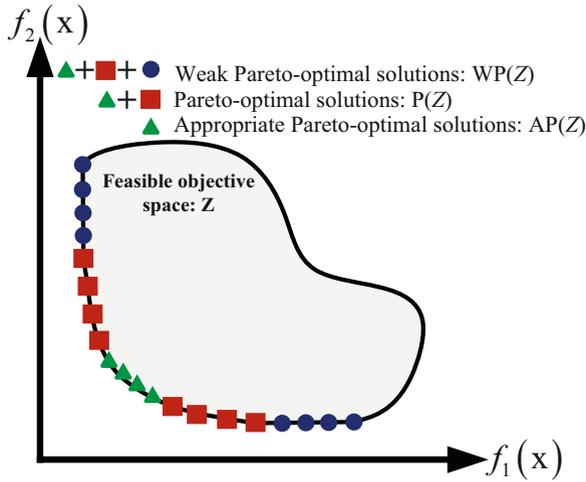 f₂(x)
+ + Weak Pareto-optimal solutions: WP(Z)
+ Pareto-optimal solutions: P(Z)
Appropriate Pareto-optimal solutions: AP(Z)
Feasible objective
space: Z
f₁(x)